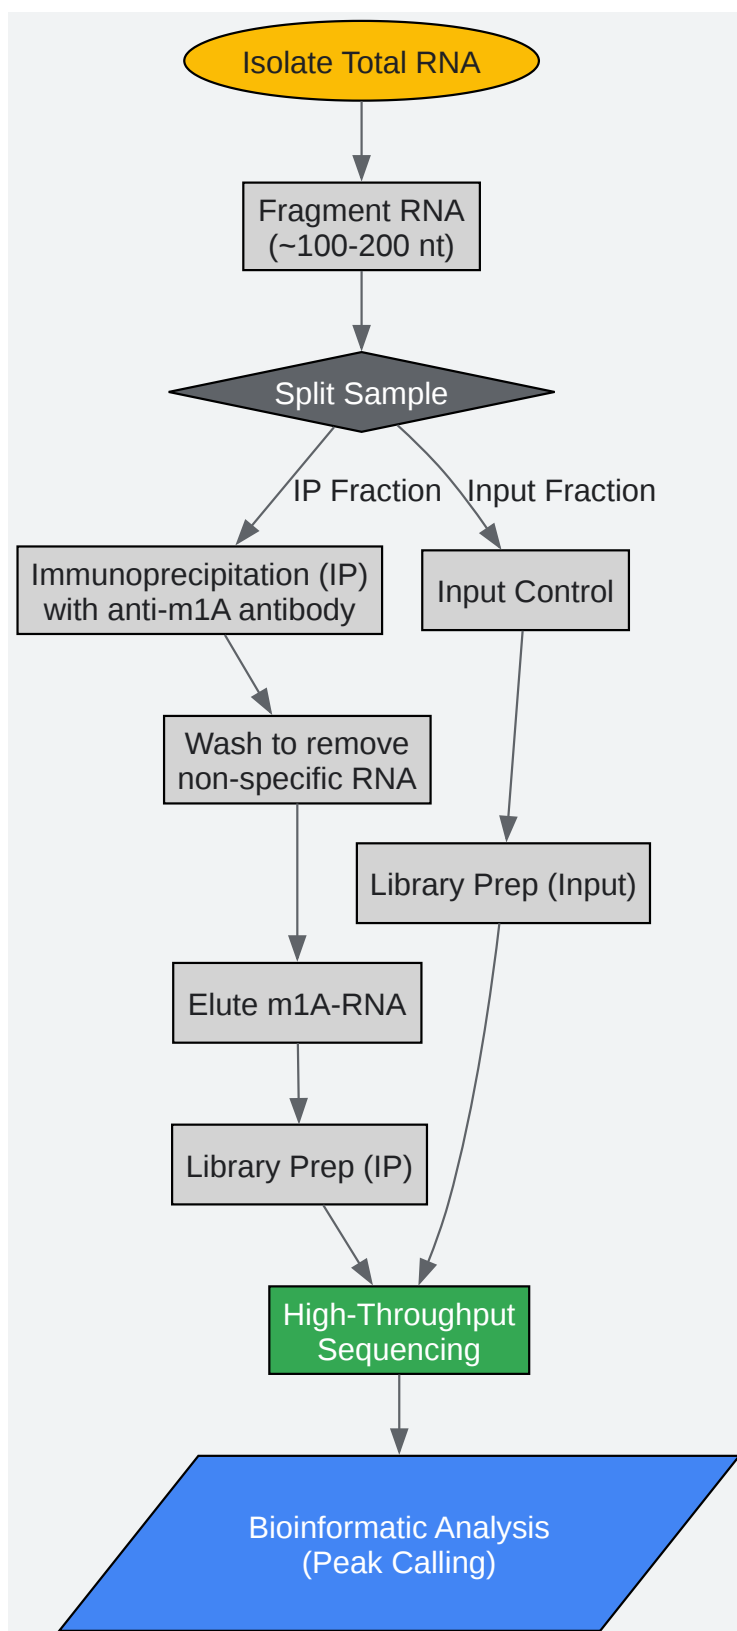 Isolate Total RNA
Fragment RNA
(~100-200 nt)
Split Sample
IP Fraction
Input Fraction
Immunoprecipitation (IP)
with anti-m1A antibody
Input Control
Wash to remove
non-specific RNA
Library Prep (Input)
Elute m1A-RNA
Library Prep (IP)
High-Throughput
Sequencing
Bioinformatic Analysis
(Peak Calling)